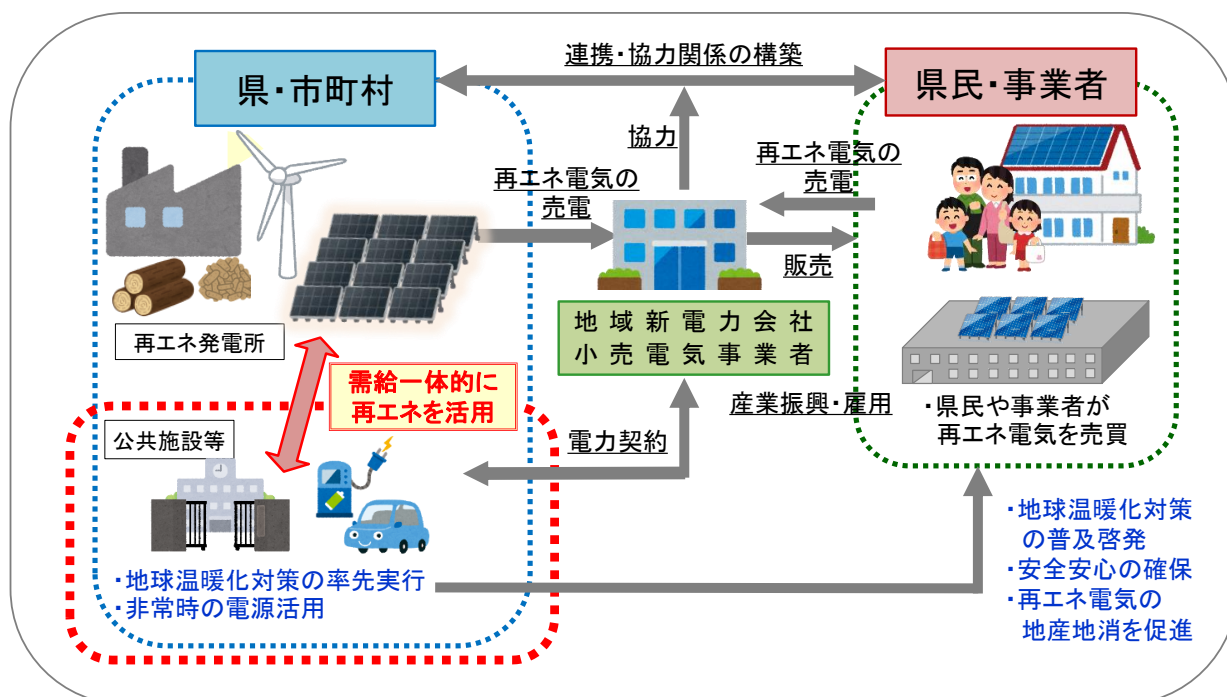 連携・協力関係の構築
県・市町村
県民・事業者
協力
再エネ電気の
売電
再エネ電気の
売電
販売
再エネ発電所
地域新電力会社
小売電気事業者
需給一体的に
再エネを活用
産業振興・雇用
・県民や事業者が
再エネ電気を売買
公共施設等
電力契約
・地球温暖化対策の率先実行
・非常時の電源活用
・地球温暖化対策
の普及啓発
・安全安心の確保
・再エネ電気の
地産地消を促進